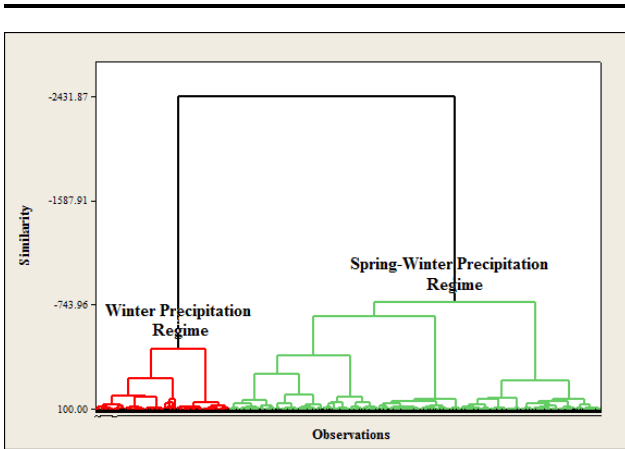 -2431.87
-1587.91
Similarity
Spring-Winter Precipitation
Regime
-743.96
Winter Precipitation
Regime
100.00
Observations